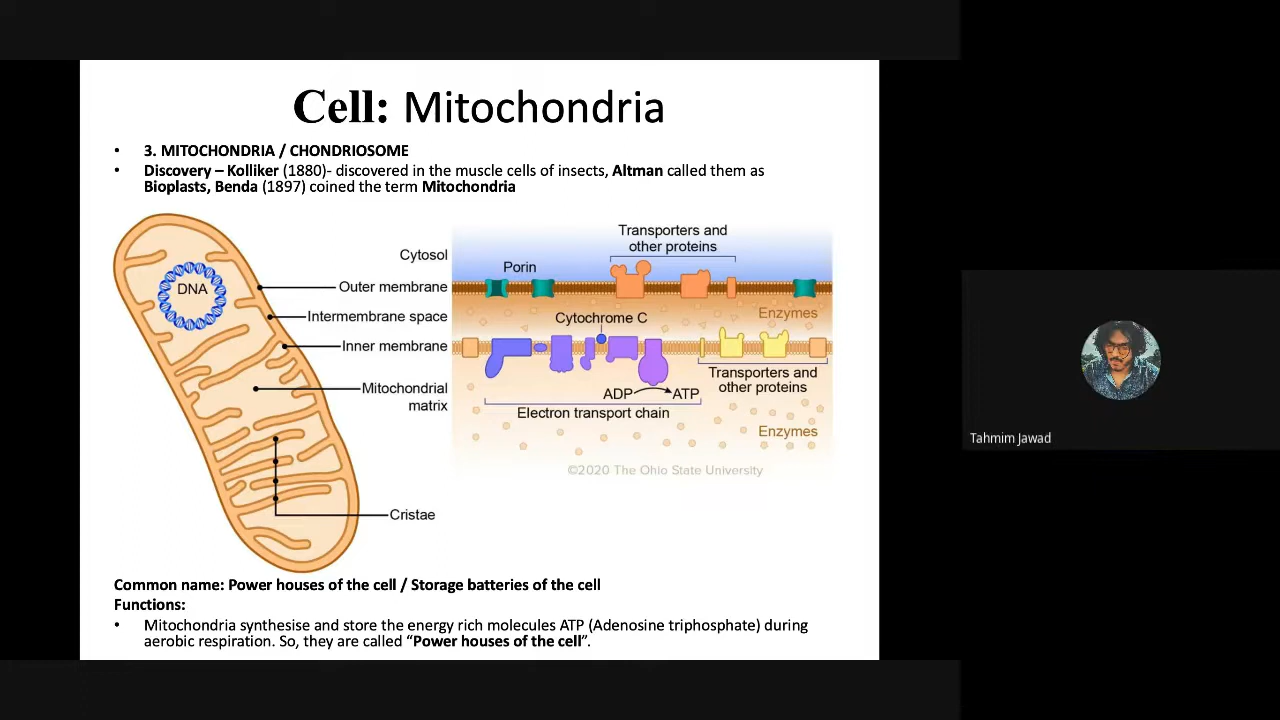 Cell: Mitochondria
• 3. MITOCHONDRIA / CHONDRIOSOME
• Discovery – Kolliker (1880)- discovered in the muscle cells of insects, Altman called them as
Bioplasts, Benda (1897) coined the term Mitochondria
DNA
Cytosol
Outer membrane
Intermembrane space
Inner membrane
Mitochondrial
matrix
Cristae
Transporters and
other proteins
Porin
Enzymes
Cytochrome C
Transporters and
other proteins
ADP
ATP
Electron transport chain
Enzymes
©2020 The Ohio State University
Common name: Power houses of the cell / Storage batteries of the cell
Functions:
• Mitochondria synthesise and store the energy rich molecules ATP (Adenosine triphosphate) during
aerobic respiration. So, they are called “Power houses of the cell”.
Tahmim Jawad